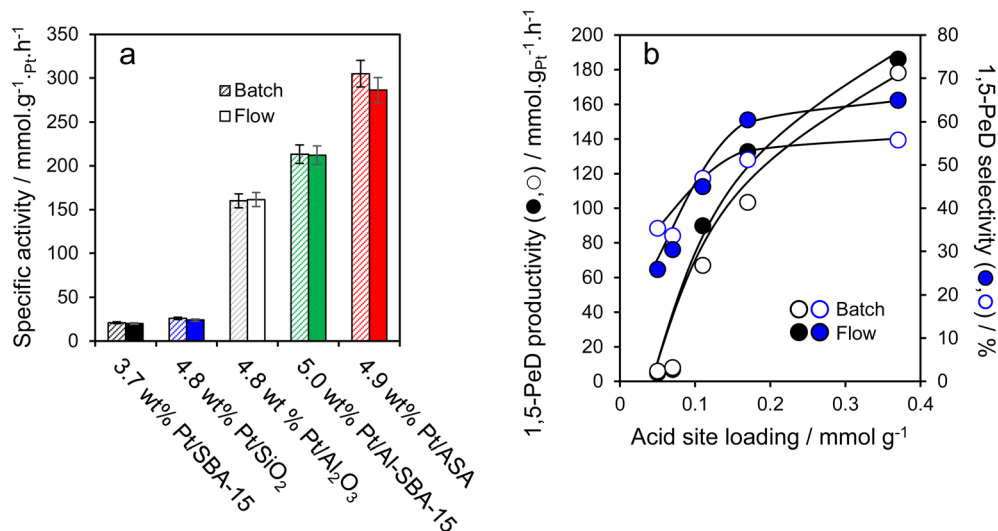 a
Specific activity / mmol.g⁻¹.Pt.h⁻¹
350
300
250
200
150
100
50
0
Batch
Flow
3.7 wt% Pt/SBA-15
4.8 wt% Pt/SiO₂
4.8 wt % Pt/Al₂O₃
5.0 wt% Pt/Al-SBA-15
4.9 wt% Pt/ASA
b
1,5-PeD productivity (●,○) / mmol.gPt⁻¹.h⁻¹
200
180
160
140
120
100
80
60
40
20
0
Batch
Flow
0
0.1
0.2
0.3
0.4
Acid site loading / mmol g⁻¹
80
70
60
50
40
30
20
10
0
1,5-PeD selectivity (●,○) / %